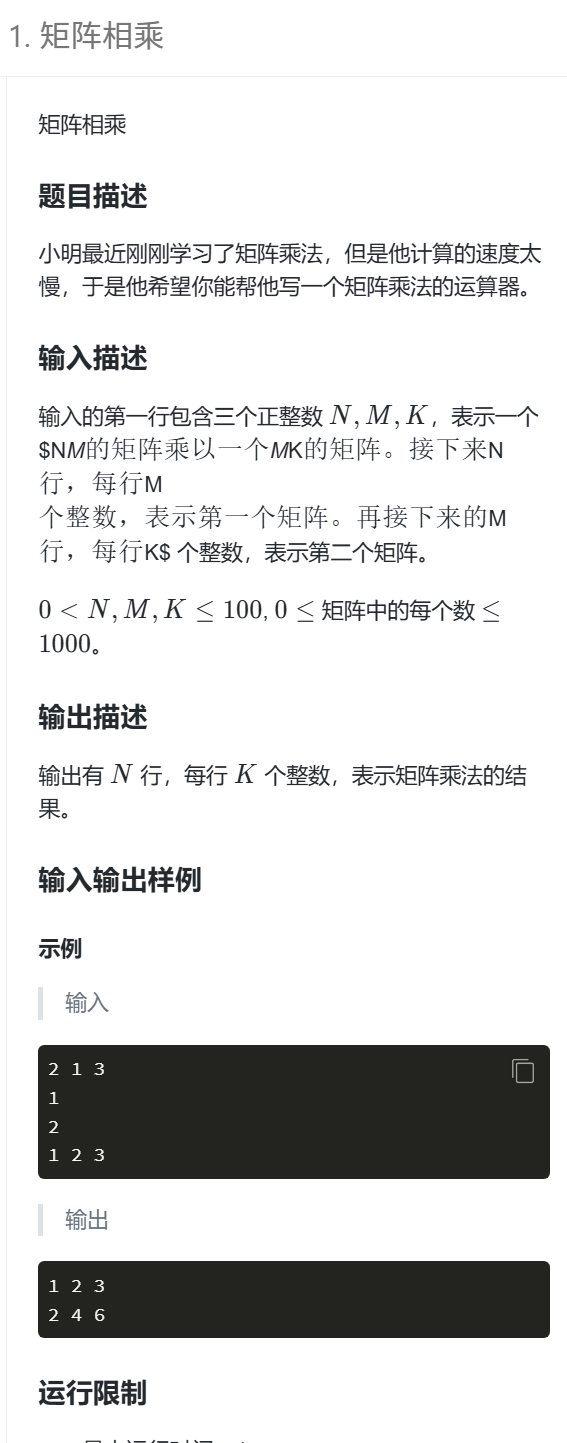 1. 矩阵相乘
矩阵相乘
题目描述
小明最近刚刚学习了矩阵乘法，但是他计算的速度太
慢，于是他希望你能帮他写一个矩阵乘法的运算器。
输入描述
输入的第一行包含三个正整数 N, M, K，表示一个
$NM的矩阵乘以一个MK的矩阵。接下来N
行，每行M
个整数，表示第一个矩阵。再接下来的M
行，每行K$ 个整数，表示第二个矩阵。
0 < N, M, K ≤ 100, 0 ≤ 矩阵中的每个数 ≤
1000。
输出描述
输出有 N 行，每行 K 个整数，表示矩阵乘法的结
果。
输入输出样例
示例
输入
2 1 3
1
2
1 2 3
输出
1 2 3
2 4 6
运行限制